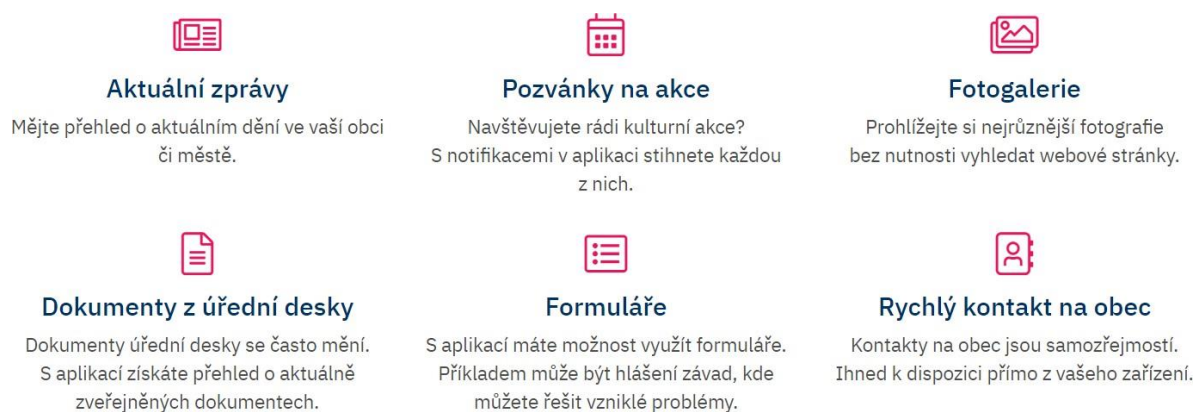 Aktuální zprávy
Mějte přehled o aktuálním dění ve vaší obci
či městě.
Pozvánky na akce
Navštěvujete rádi kulturní akce?
S notifikacemi v aplikaci stihnete každou
z nich.
Fotogalerie
Prohlížejte si nejrůznější fotografie
bez nutnosti vyhledat webové stránky.
Dokumenty z úřední desky
Dokumenty úřední desky se často mění.
S aplikací získáte přehled o aktuálně
zveřejněných dokumentech.
Formuláře
S aplikací máte možnost využít formuláře.
Příkladem může být hlášení závad, kde
můžete řešit vzniklé problémy.
Rychlý kontakt na obec
Kontakty na obec jsou samozřejmostí.
Ihned k dispozici přímo z vašeho zařízení.